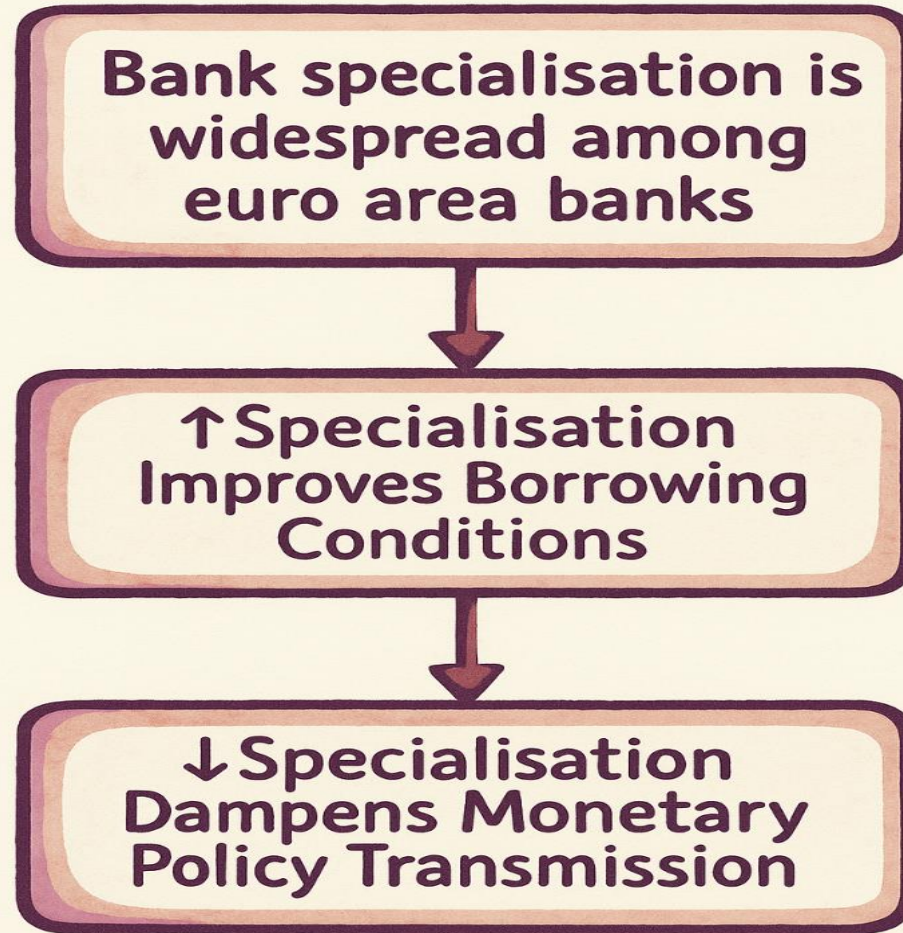 Bank specialisation is
widespread among
euro area banks
↑Specialisation
Improves Borrowing
Conditions
↓Specialisation
Dampens Monetary
Policy Transmission